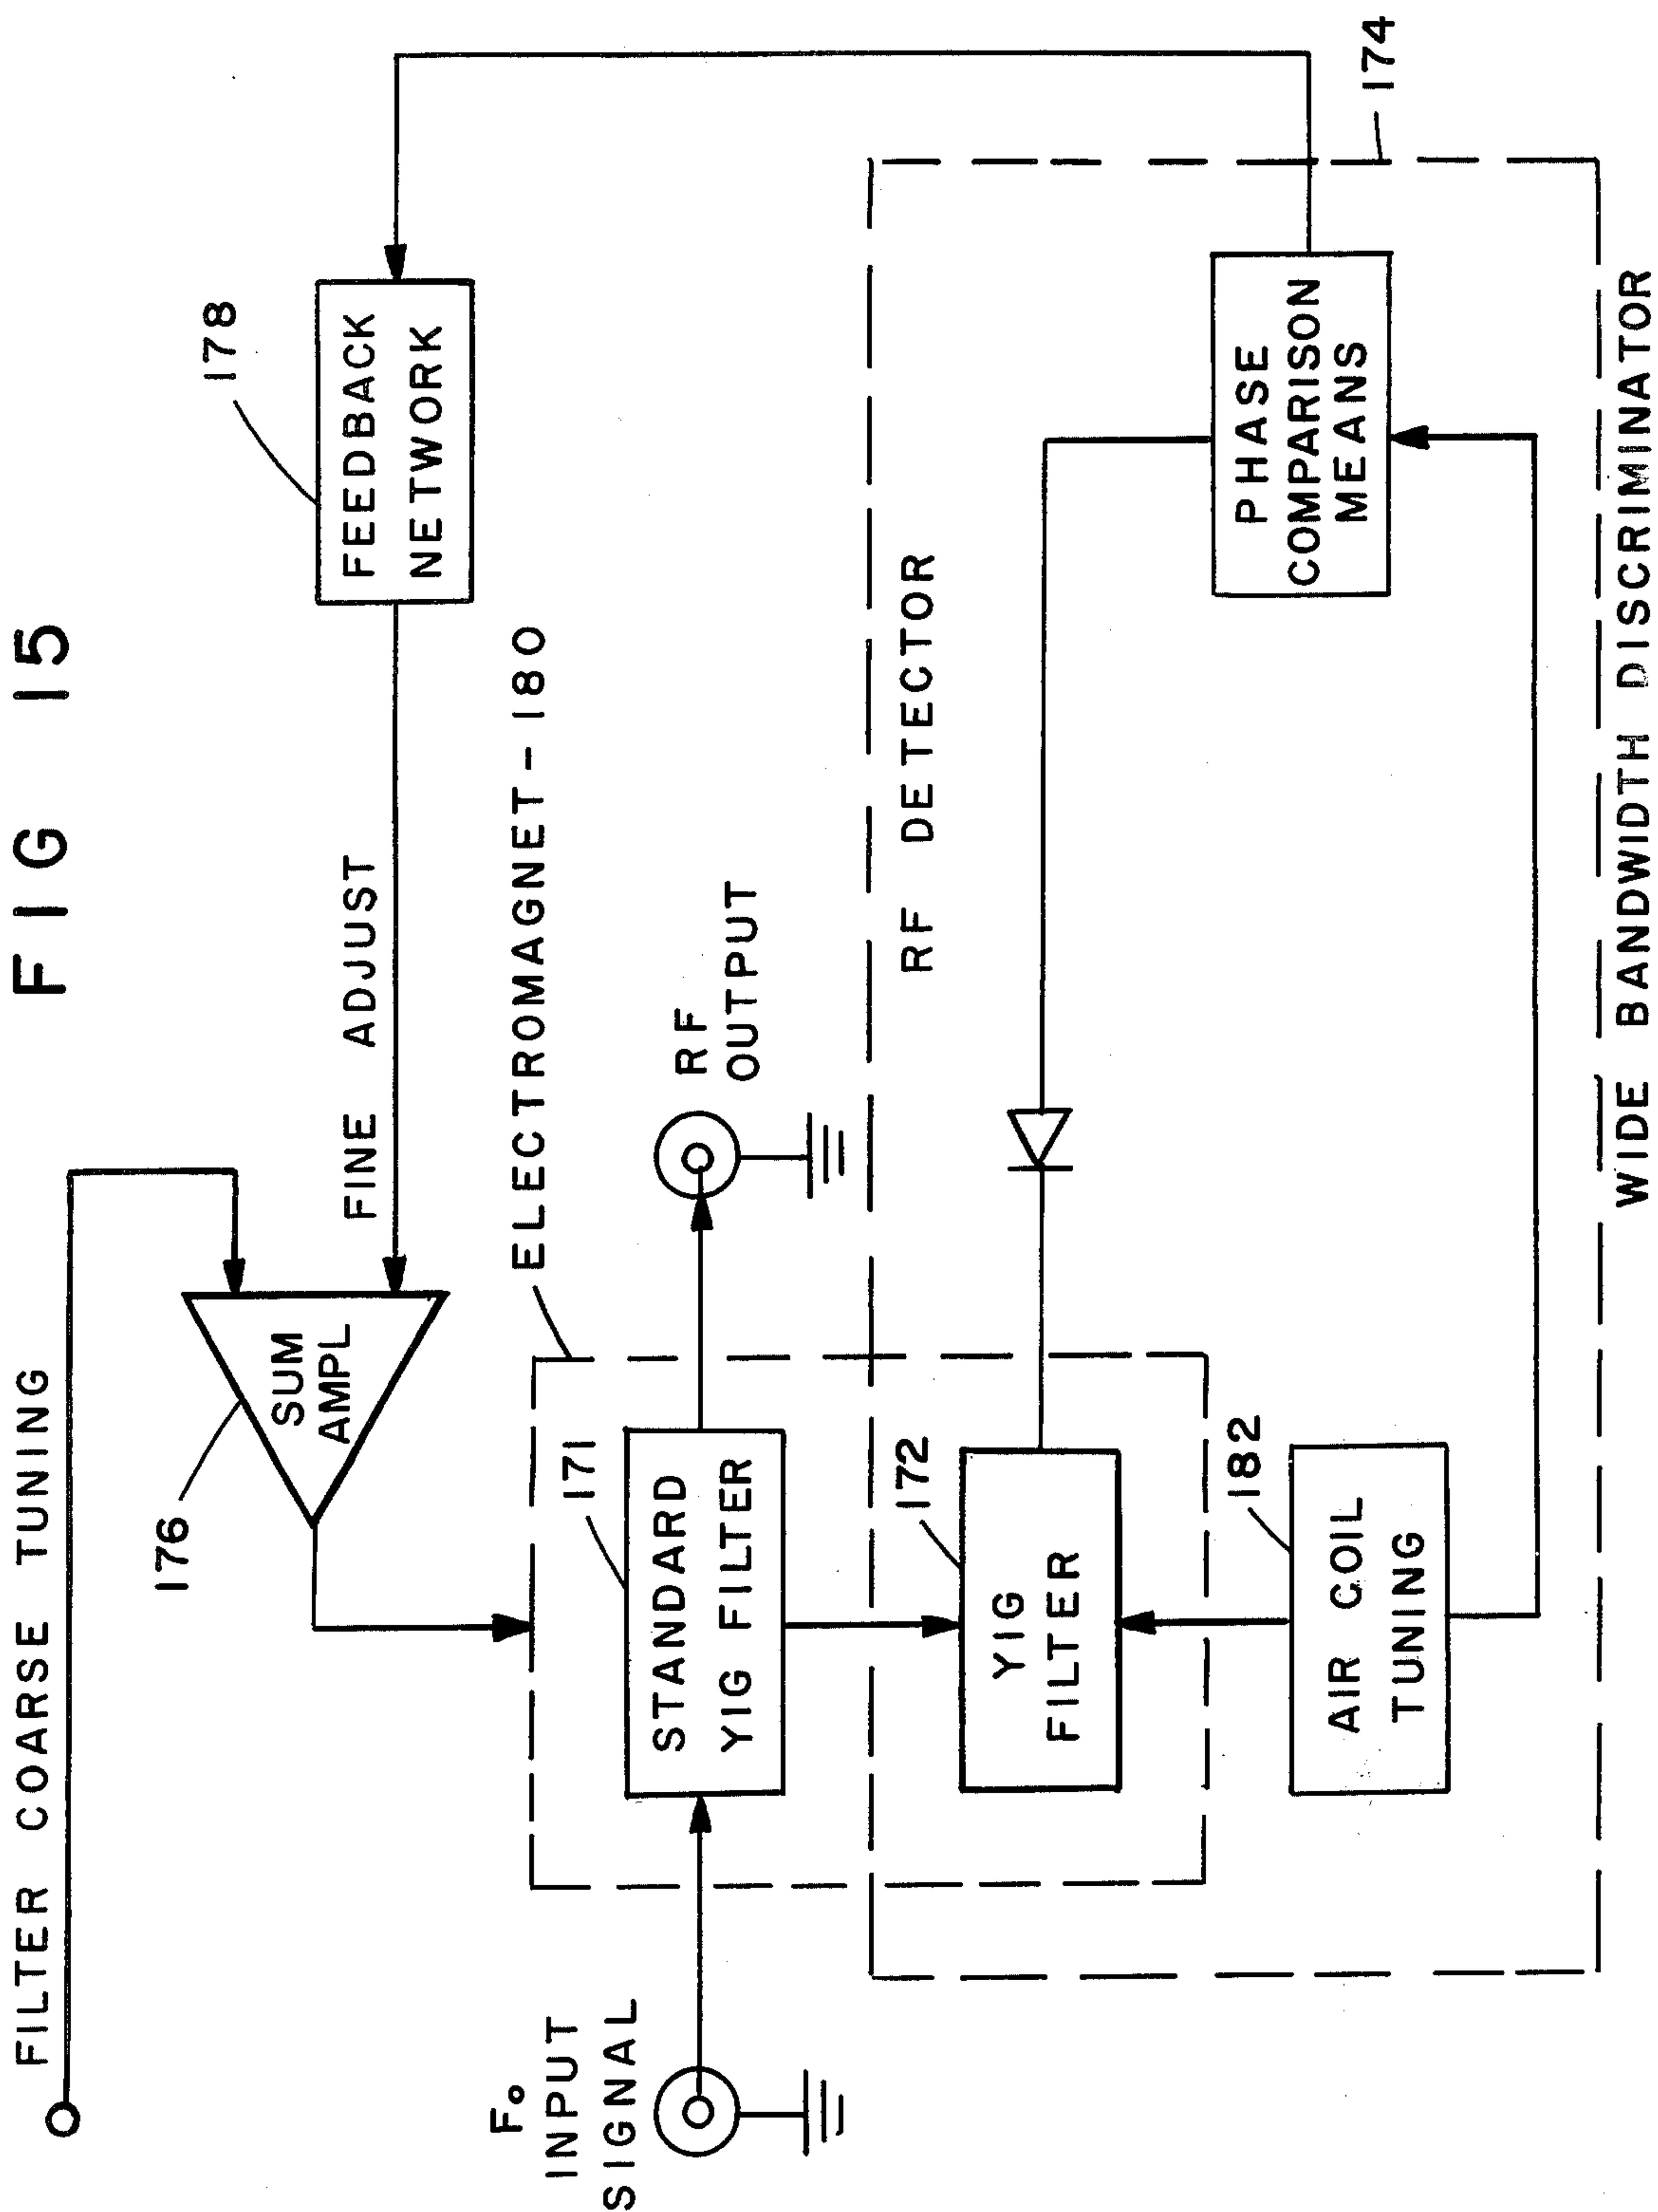 FIG 15
FILTER COARSE TUNING
176
SUM
AMPL
FINE ADJUST
178
FEEDBACK
NETWORK
ELECTROMAGNET-180
F₀
INPUT
SIGNAL
171
STANDARD
YIG FILTER
RF
OUTPUT
RF DETECTOR
172
YIG
FILTER
182
AIR COIL
TUNING
PHASE
COMPARISON
MEANS
174
WIDE BANDWIDTH DISCRIMINATOR